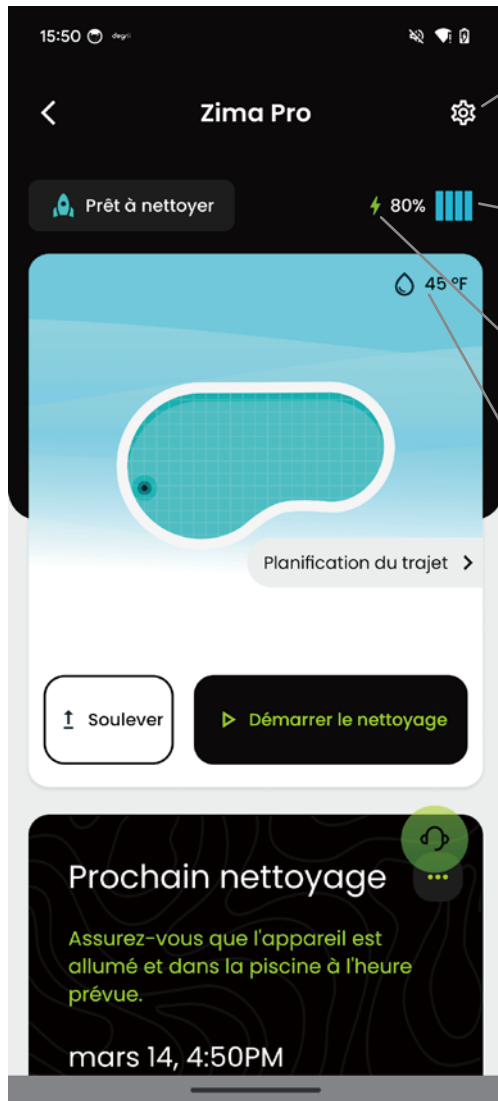 15:50 degrii
Zima Pro
Prêt à nettoyer
80%
45 °F
Planification du trajet
Soulever
Démarrer le nettoyage
Prochain nettoyage
Assurez-vous que l'appareil est
allumé et dans la piscine à l'heure
prévue.
mars 14, 4:50PM